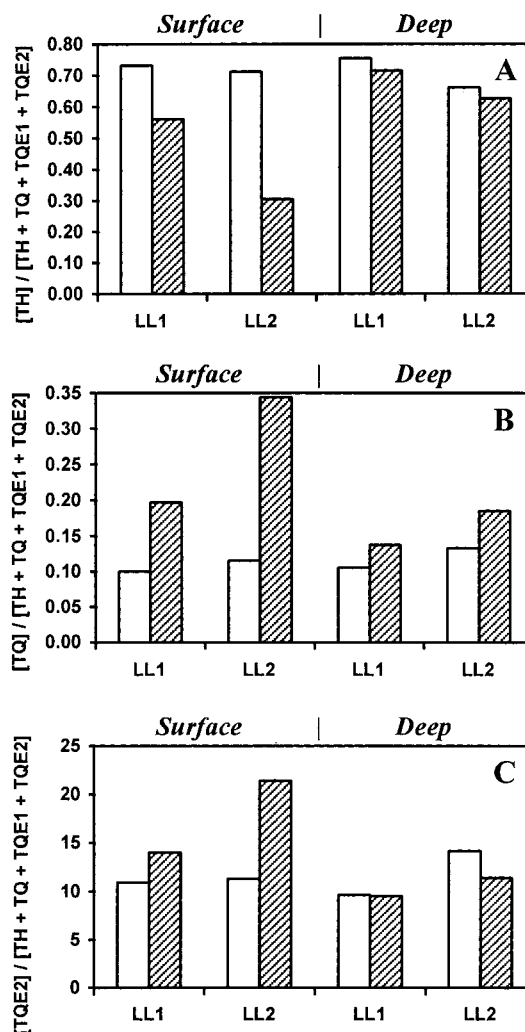 Surface | Deep
A
0.80
0.70
0.60
0.50
0.40
0.30
0.20
0.10
0.00
[TH] / [TH + TQ + TQE1 + TQE2]
LL1 LL2 LL1 LL2
Surface | Deep
B
0.35
0.30
0.25
0.20
0.15
0.10
0.05
0.00
[TQ] / [TH + TQ + TQE1 + TQE2]
LL1 LL2 LL1 LL2
Surface | Deep
C
25
20
15
10
5
0
[TQE2] / [TH + TQ + TQE1 + TQE2]
LL1 LL2 LL1 LL2